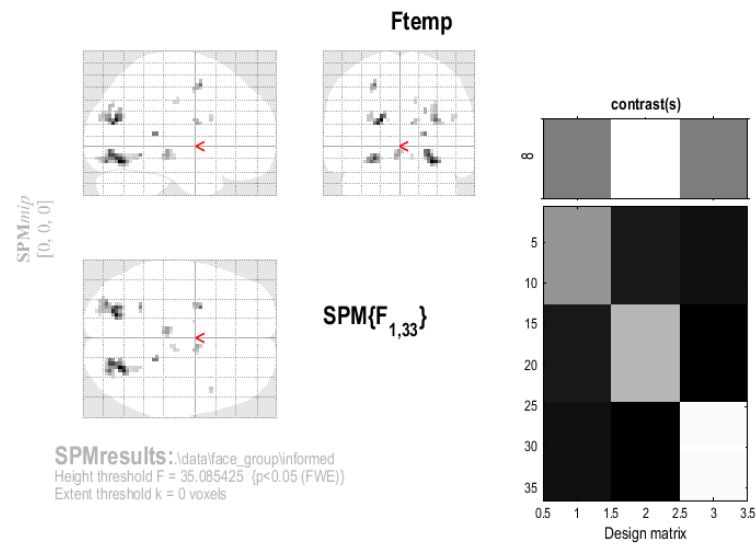 Ftemp
SPMmip
[0, 0, 0]
<
<
<
SPM{F1,33}
SPMresults:.\data\face_group\informed
Height threshold F = 35.085425 {p<0.05 (FWE)}
Extent threshold k = 0 voxels
contrast(s)
8
5
10
15
20
25
30
35
0.5 1 1.5 2 2.5 3 3.5
Design matrix